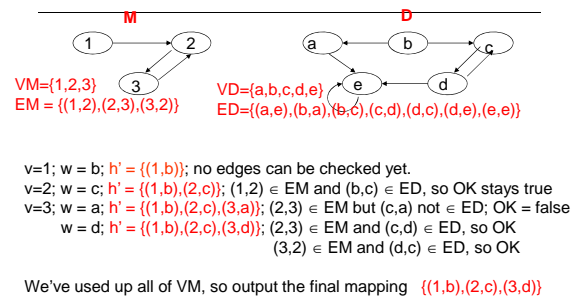 M D
1 2 a b c
3 e d
VM={1,2,3}
EM = {(1,2),(2,3),(3,2)}
VD={a,b,c,d,e}
ED={(a,e),(b,a),(b,c),(c,d),(d,c),(d,e),(e,e)}
v=1; w = b; h' = {(1,b)}; no edges can be checked yet.
v=2; w = c; h' = {(1,b),(2,c)}; (1,2) ∈ EM and (b,c) ∈ ED, so OK stays true
v=3; w = a; h' = {(1,b),(2,c),(3,a)}; (2,3) ∈ EM but (c,a) not ∈ ED; OK = false
w = d; h' = {(1,b),(2,c),(3,d)}; (2,3) ∈ EM and (c,d) ∈ ED, so OK
(3,2) ∈ EM and (d,c) ∈ ED, so OK
We've used up all of VM, so output the final mapping {(1,b),(2,c),(3,d)}